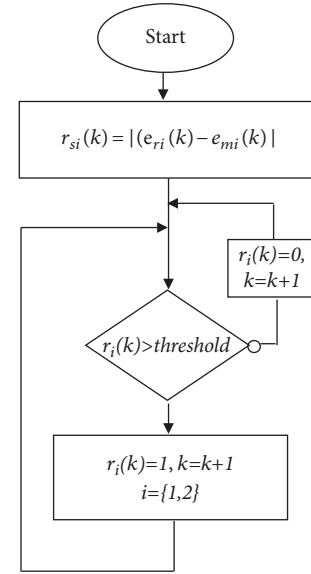 Start
r_si(k) = |(e_ri(k) – e_mi(k)|
r_i(k)=0,
k=k+1
r_i(k)>threshold
r_i(k)=1, k=k+1
i={1,2}